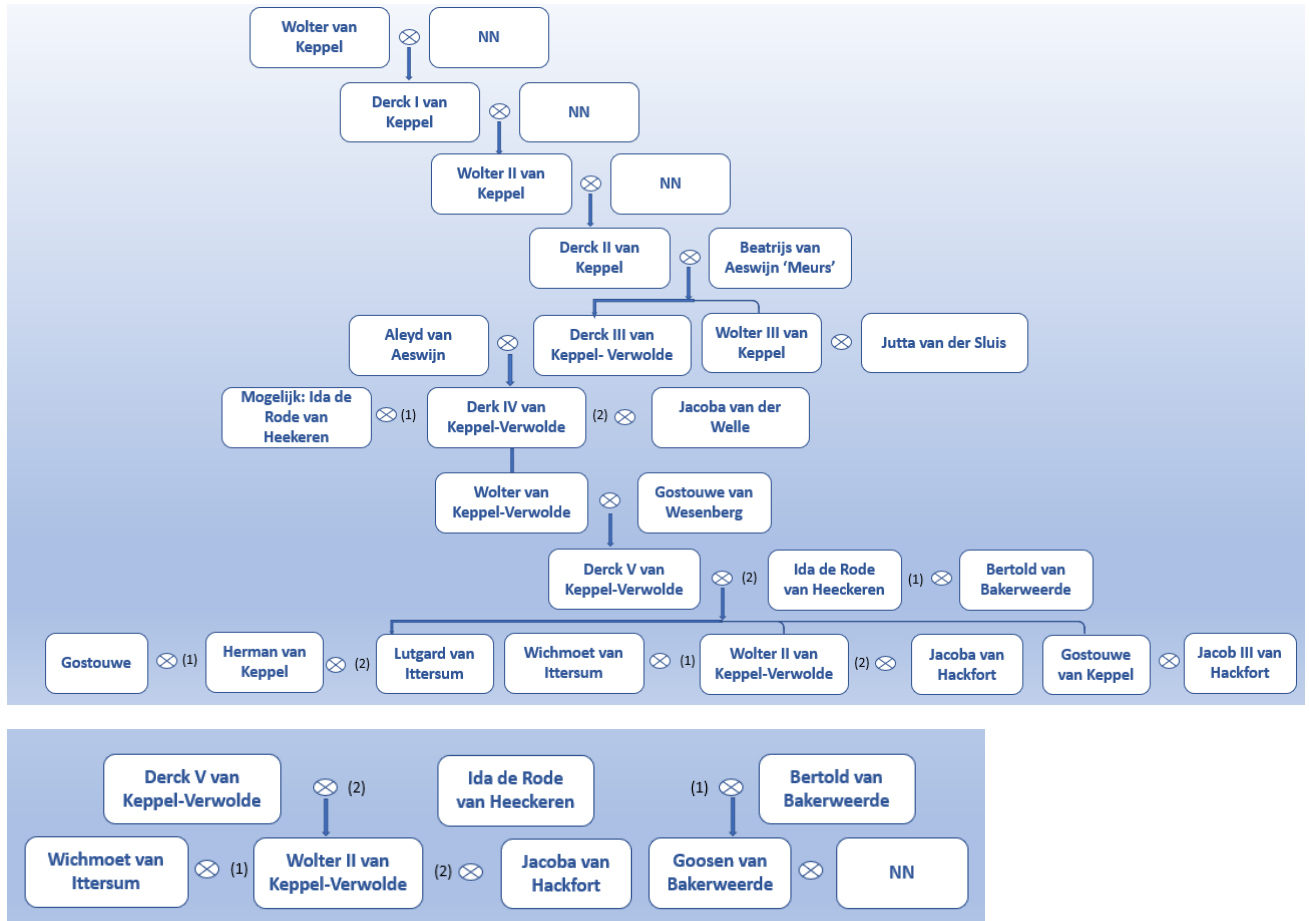 Wolter van
Keppel
NN
Derck I van
Keppel
NN
Wolter II van
Keppel
NN
Derck II van
Keppel
Beatrijs van
Aeswijn ‘Meurs’
Aleyd van
Aeswijn
Derck III van
Keppel- Verwolde
Wolter III van
Keppel
Jutta van der Sluis
Mogelijk: Ida de
Rode van
Heekeren
(1)
Derk IV van
Keppel-Verwolde
(2)
Jacoba van der
Welle
Wolter van
Keppel-Verwolde
Gostouwe van
Wesenberg
Derck V van
Keppel-Verwolde
(2)
Ida de Rode
van Heeckeren
(1)
Bertold van
Bakerweerde
Gostouwe
(1)
Herman van
Keppel
(2)
Lutgard van
Ittersum
Wichmoet van
Ittersum
(1)
Wolter II van
Keppel-Verwolde
(2)
Jacoba van
Hackfort
Gostouwe
van Keppel
Jacob III van
Hackfort
Derck V van
Keppel-Verwolde
(2)
Ida de Rode
van Heeckeren
(1)
Bertold van
Bakerweerde
Wichmoet van
Ittersum
(1)
Wolter II van
Keppel-Verwolde
(2)
Jacoba van
Hackfort
Goosen van
Bakerweerde
NN